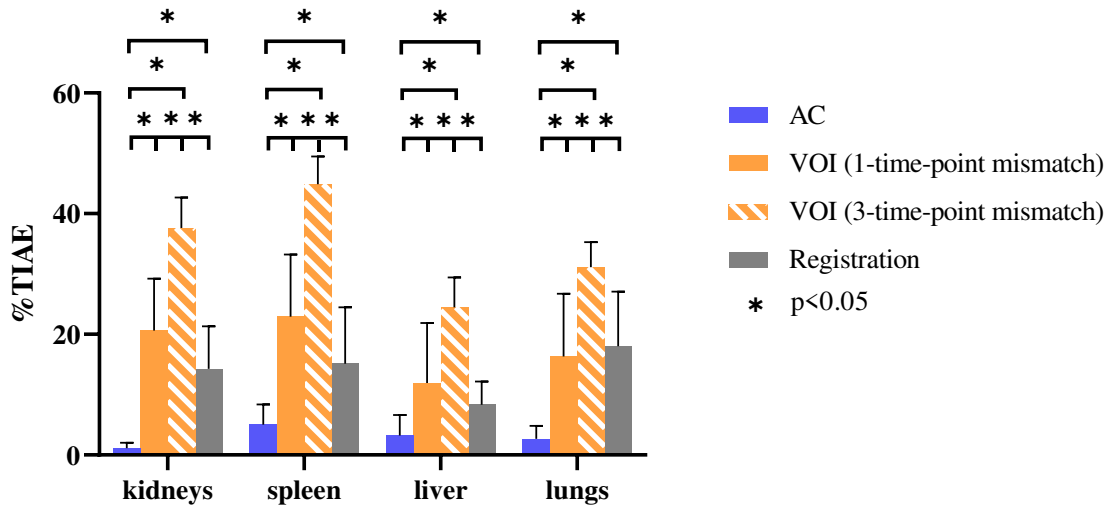 * * * *
* * * *
60
* * * * * * * * * * * *
40
20
0
%TIAE
kidneys spleen liver lungs
AC
VOI (1-time-point mismatch)
VOI (3-time-point mismatch)
Registration
* p<0.05